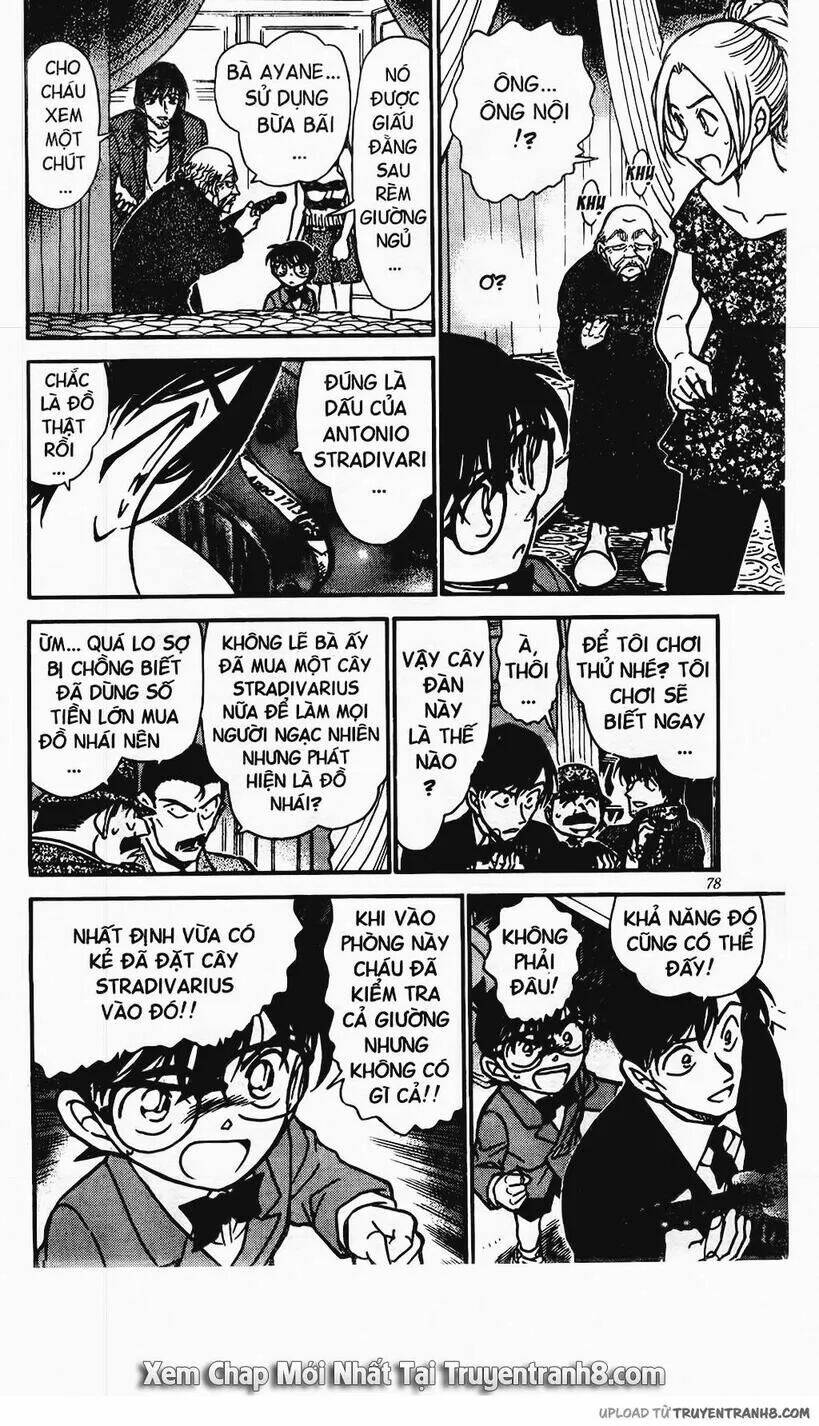 ÔNG...
ÔNG NỘI
!?
KHỤ
KHỤ
Ơ?
NÓ
ĐƯỢC
GIẤU
ĐẰNG
SAU
RÈM
GIƯỜNG
NGỦ
...
BÀ AYANE...
SỬ DỤNG
BỪA BÃI
...
CHO
CHÁU
XEM
MỘT
CHÚT
...
ĐÚNG LÀ
DẤU CỦA
ANTONIO
STRADIVARI
...
CHẮC
LÀ ĐỒ
THẬT
RỒI
...
ĐỂ TÔI CHƠI
THỬ NHÉ? TÔI
CHƠI SẼ
BIẾT NGAY
...
À,
THÔI
...
VẬY CÂY
ĐÀN
NÀY
LÀ THẾ
NÀO
?
KHÔNG LẼ BÀ ẤY
ĐÃ MUA MỘT CÂY
STRADIVARIUS
NỮA ĐỂ LÀM MỌI
NGƯỜI NGẠC NHIÊN
NHƯNG PHÁT
HIỆN LÀ ĐỒ
NHÁI?
ỪM... QUÁ LO SỢ
BỊ CHỒNG BIẾT
ĐÃ DÙNG SỐ
TIỀN LỚN MUA
ĐỒ NHÁI NÊN
...
78
KHẢ NĂNG ĐÓ
CŨNG CÓ THỂ
ĐẤY!
KHÔNG
PHẢI
ĐÂU!
KHI VÀO
PHÒNG NÀY
CHÁU ĐÃ
KIỂM TRA
CẢ GIƯỜNG
NHƯNG
KHÔNG CÓ
GÌ CẢ!!
NHẤT ĐỊNH VỪA CÓ
KẺ ĐÃ ĐẶT CÂY
STRADIVARIUS
VÀO ĐÓ!!
Xem Chap Mới Nhất Tại Truyentranh8.com
UPLOAD TỪ TRUYENTRANH8.COM